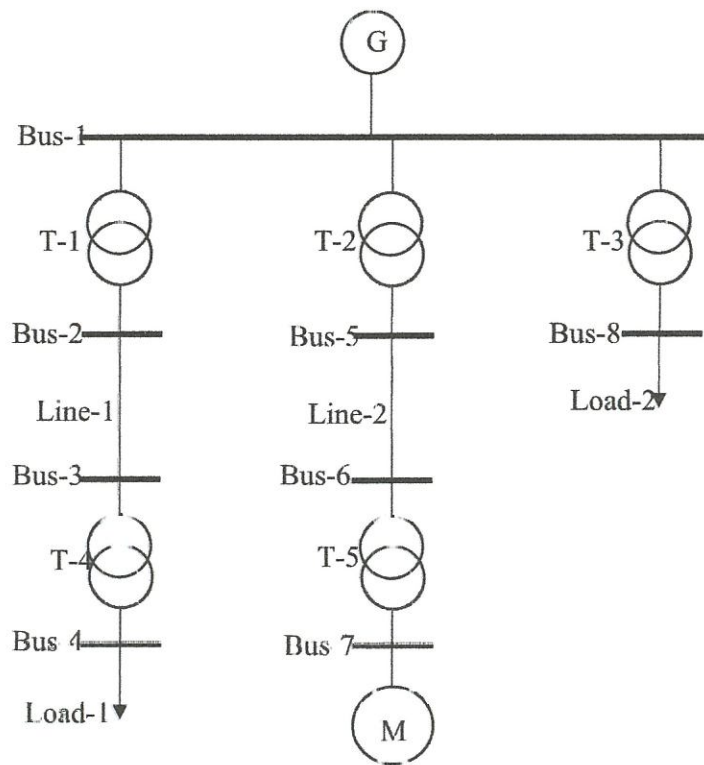 G
Bus-1
T-1
T-2
T-3
Bus-2
Bus-5
Bus-8
Line-1
Line-2
Load-2
Bus-3
Bus-6
T-4
T-5
Bus 4
Bus 7
Load-1
M